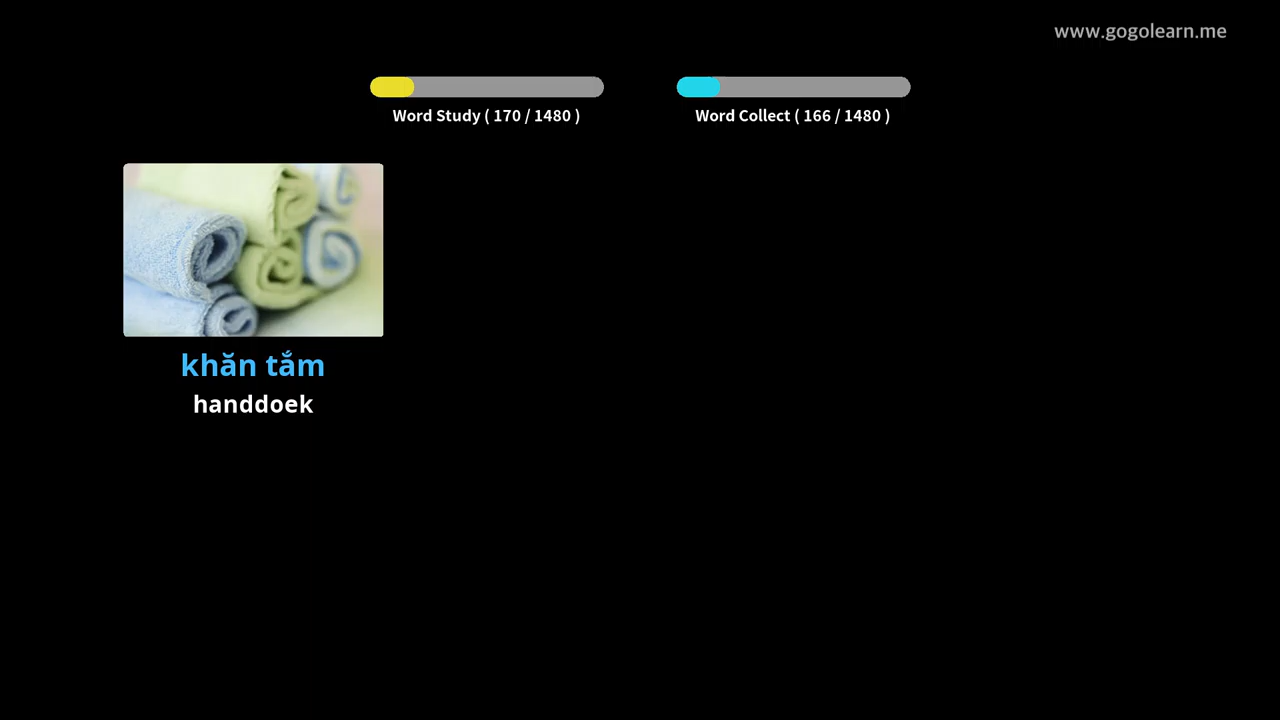 www.gogolearn.me
Word Study ( 170 / 1480 )
Word Collect ( 166 / 1480 )
khăn tắm
handdoek